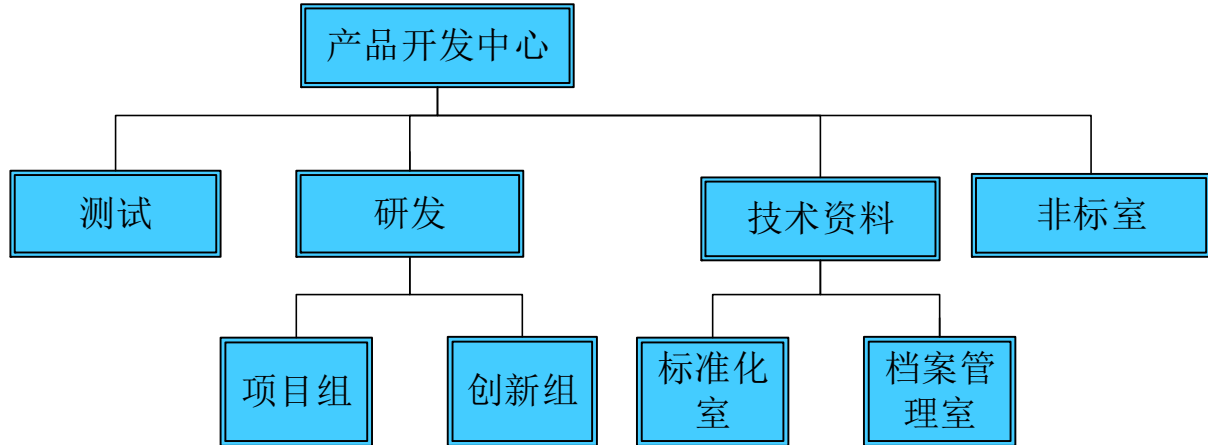 产品开发中心
测试
研发
技术资料
非标室
项目组
创新组
标准化
室
档案管
理室